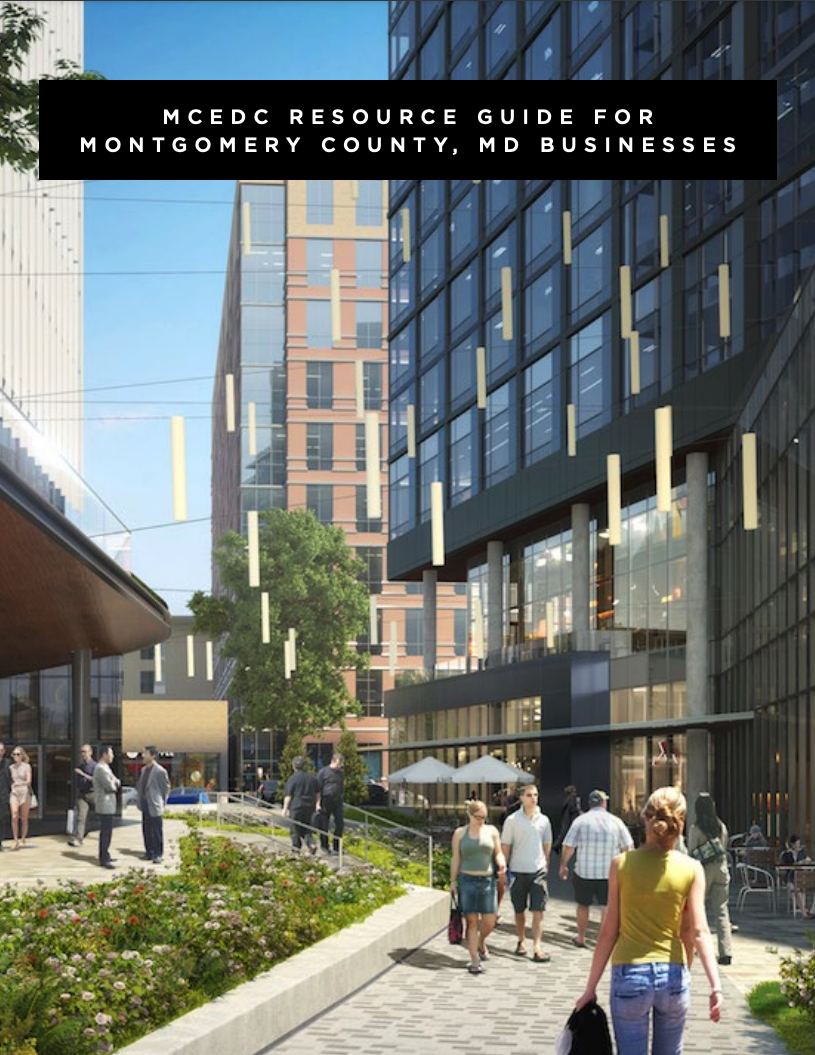 MCEDC RESOURCE GUIDE FOR
MONTGOMERY COUNTY, MD BUSINESSES